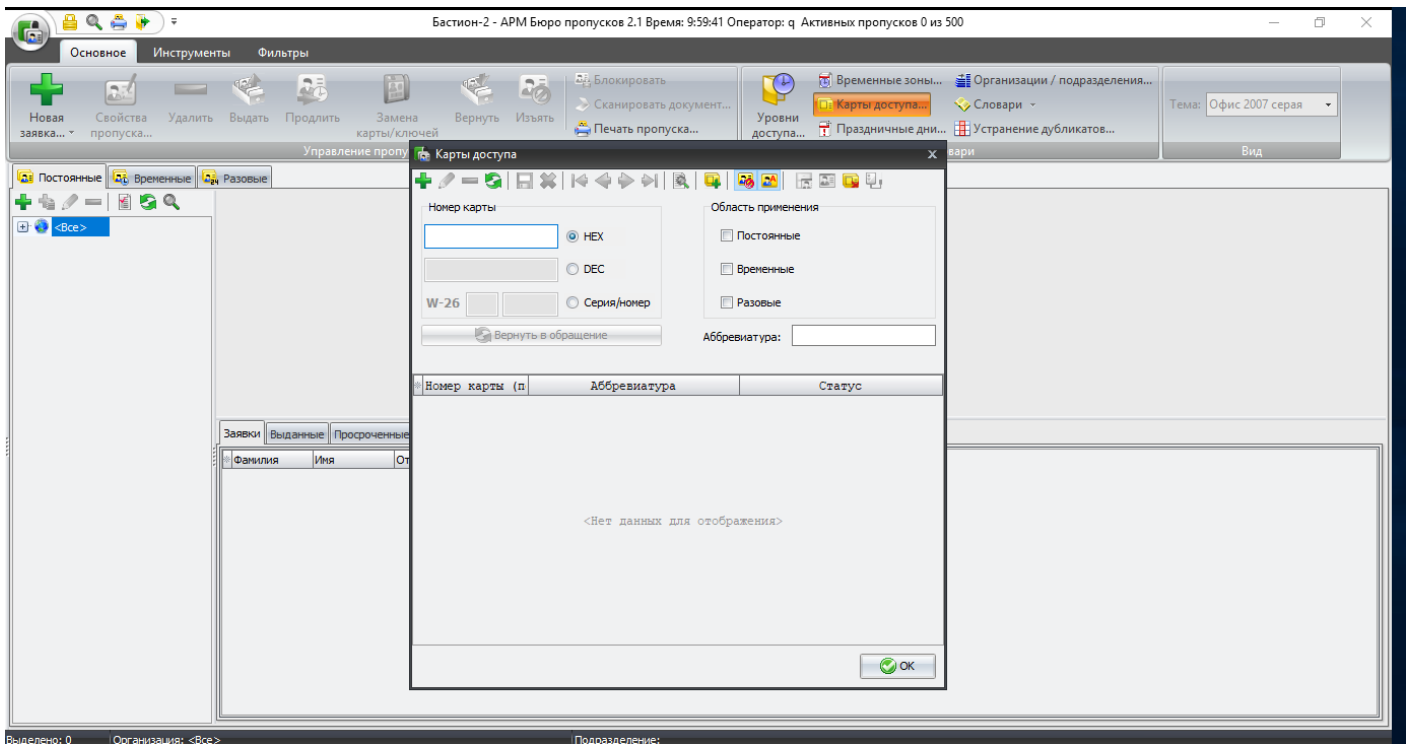 Бастион-2 - АРМ Бюро пропусков 2.1 Время: 9:59:41 Оператор: q Активных пропусков 0 из 500
Основное Инструменты Фильтры
Новая заявка...
Свойства пропуска...
Удалить
Выдать
Продлить
Замена карты/ключей
Вернуть
Изъять
Блокировать
Сканировать документ...
Печать пропуска...
Уровни доступа...
Временные зоны...
Карты доступа...
Праздничные дни...
Организации / подразделения...
Словари
Устранение дубликатов...
Тема: Офис 2007 серая
Управление пропу
вари
Вид
Постоянные Временные Разовые
<Все>
Карты доступа
Номер карты
HEX
DEC
W-26 Серия/номер
Вернуть в обращение
Область применения
Постоянные
Временные
Разовые
Аббревиатура:
Номер карты (п Аббревиатура Статус
<Нет данных для отображения>
OK
Заявки Выданные Просроченные
Фамилия Имя От
Выделено: 0 Организация: <Все> Подразделение: